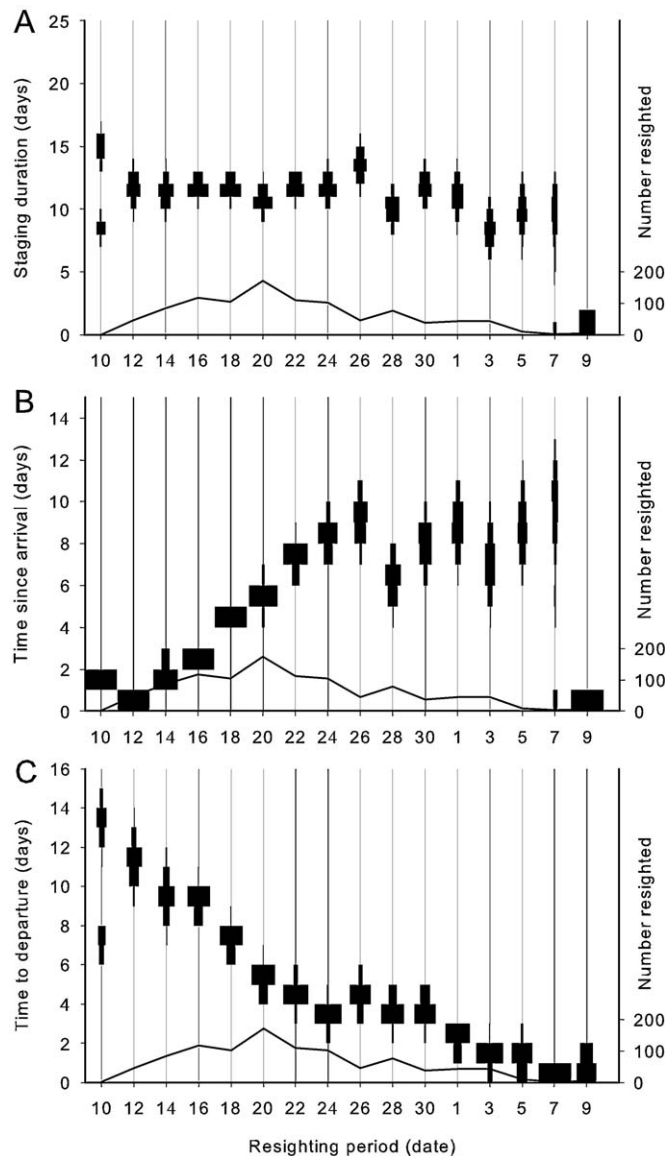 A
Staging duration (days)
25
20
15
10
5
0
Number resighted
200
100
0
10 12 14 16 18 20 22 24 26 28 30 1 3 5 7 9
B
Time since arrival (days)
14
12
10
8
6
4
2
0
Number resighted
200
100
0
10 12 14 16 18 20 22 24 26 28 30 1 3 5 7 9
C
Time to departure (days)
16
14
12
10
8
6
4
2
0
Number resighted
200
100
0
10 12 14 16 18 20 22 24 26 28 30 1 3 5 7 9
Resighting period (date)